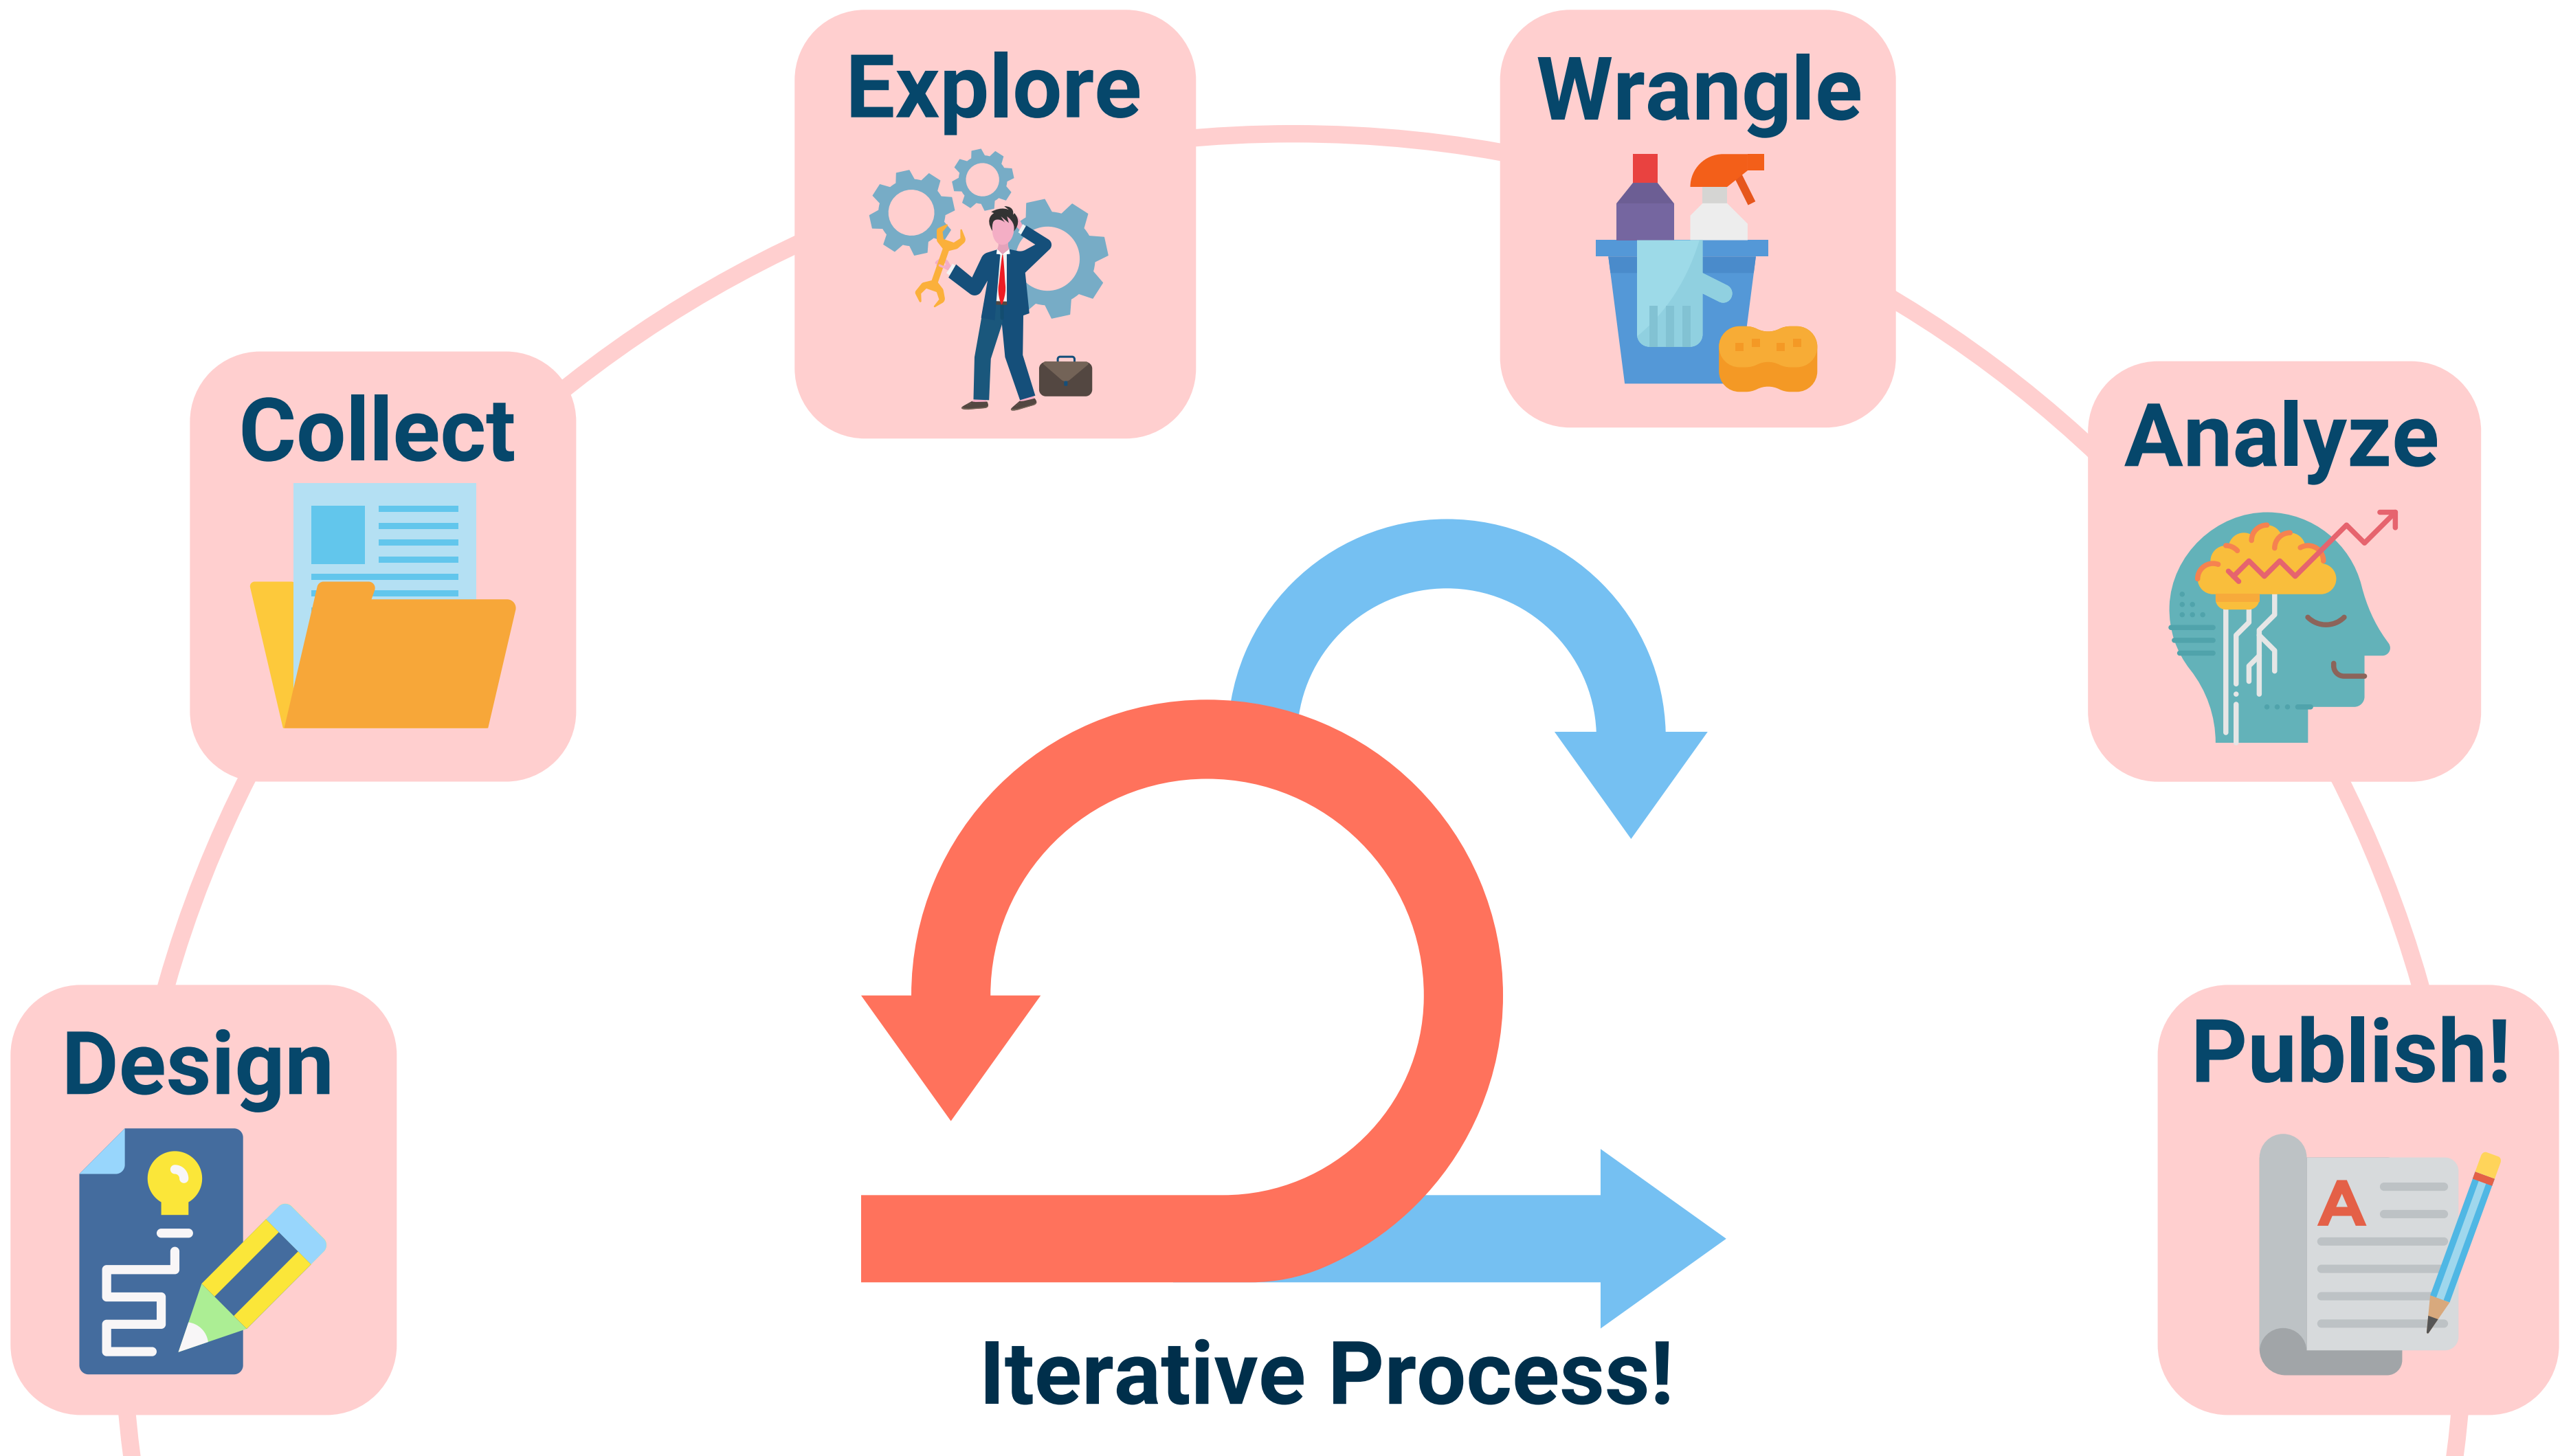 Explore
Wrangle
Collect
Analyze
Design
Publish!
A
Iterative Process!